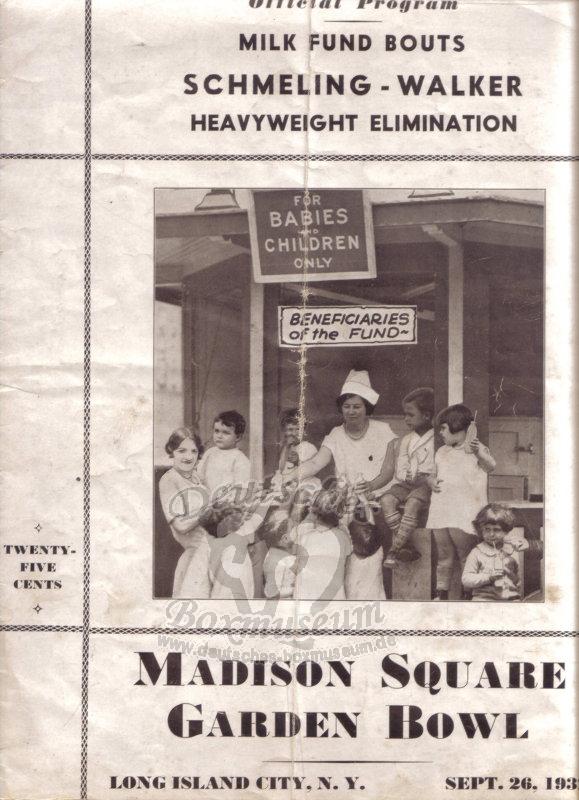 Official Program
MILK FUND BOUTS
SCHMELING - WALKER
HEAVYWEIGHT ELIMINATION
FOR
BABIES
AND
CHILDREN
ONLY
BENEFICIARIES
of the FUND~
TWENTY-
FIVE
CENTS
Deutsches
Boxmuseum
www.deutsches-boxmuseum.de
MADISON SQUARE
GARDEN BOWL
LONG ISLAND CITY, N. Y. SEPT. 26, 193